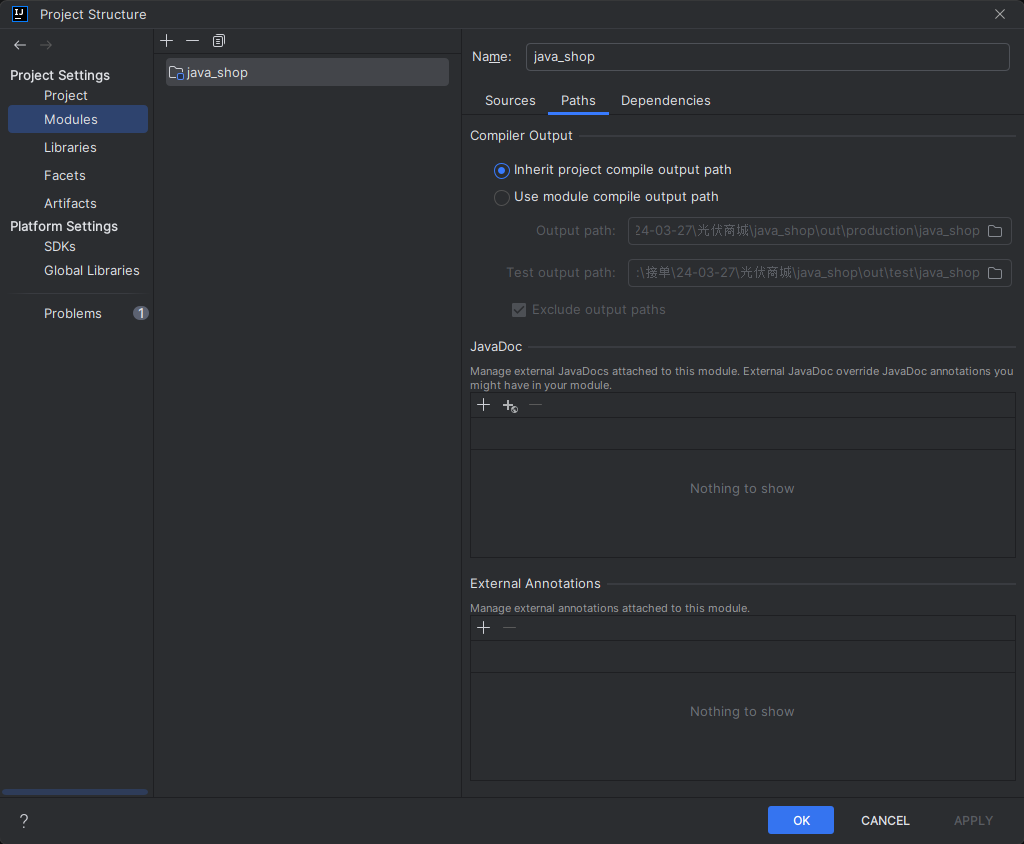 Project Structure
Project Settings
Project
Modules
Libraries
Facets
Artifacts
Platform Settings
SDKs
Global Libraries
Problems 1
java_shop
Name: java_shop
Sources Paths Dependencies
Compiler Output
Inherit project compile output path
Use module compile output path
Output path: 24-03-27\光伏商城\java_shop\out\production\java_shop
Test output path: :\接单\24-03-27\光伏商城\java_shop\out\test\java_shop
Exclude output paths
JavaDoc
Manage external JavaDocs attached to this module. External JavaDoc override JavaDoc annotations you
might have in your module.
Nothing to show
External Annotations
Manage external annotations attached to this module.
Nothing to show
? OK CANCEL APPLY